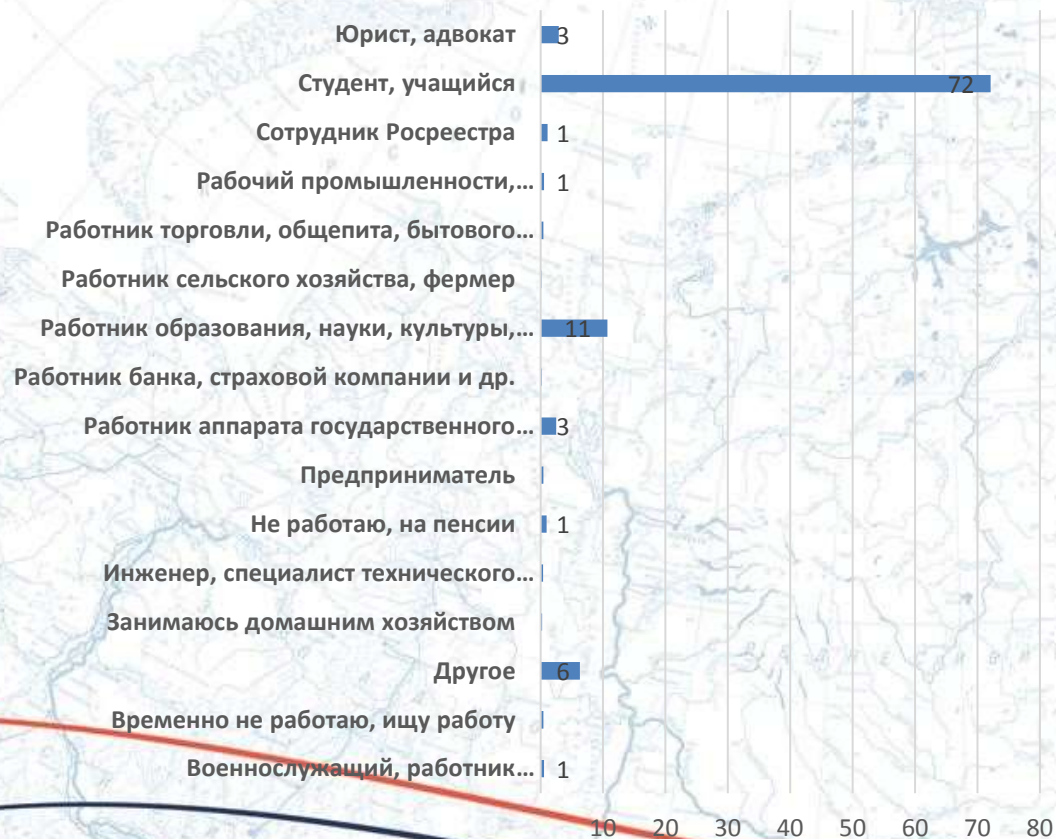 Юрист, адвокат 3
Студент, учащийся 72
Сотрудник Росреестра 1
Рабочий промышленности,... 1
Работник торговли, общепита, бытового...
Работник сельского хозяйства, фермер
Работник образования, науки, культуры,... 11
Работник банка, страховой компании и др.
Работник аппарата государственного... 3
Предприниматель
Не работаю, на пенсии 1
Инженер, специалист технического...
Занимаюсь домашним хозяйством
Другое 6
Временно не работаю, ищу работу
Военнослужащий, работник... 1
10 20 30 40 50 60 70 80